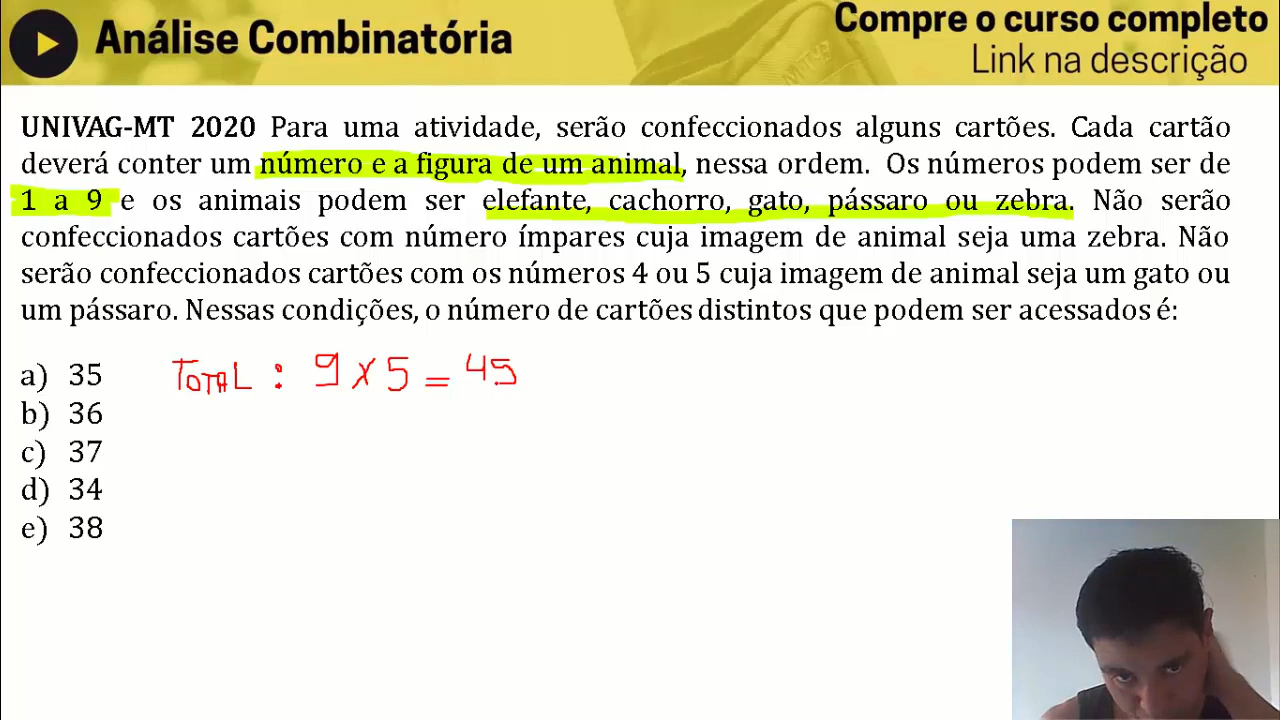 Análise Combinatória
Compre o curso completo
Link na descrição
UNIVAG-MT 2020 Para uma atividade, serão confeccionados alguns cartões. Cada cartão
deverá conter um número e a figura de um animal, nessa ordem. Os números podem ser de
1 a 9 e os animais podem ser elefante, cachorro, gato, pássaro ou zebra. Não serão
confeccionados cartões com número ímpares cuja imagem de animal seja uma zebra. Não
serão confeccionados cartões com os números 4 ou 5 cuja imagem de animal seja um gato ou
um pássaro. Nessas condições, o número de cartões distintos que podem ser acessados é:
a) 35
TOTAL : 9 x 5 = 45
b) 36
c) 37
d) 34
e) 38